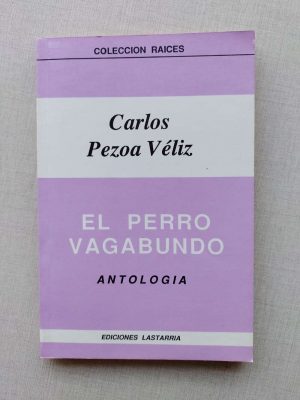 COLECCION RAICES
Carlos
Pezoa Véliz
EL PERRO
VAGABUNDO
ANTOLOGIA
EDICIONES LASTARRIA